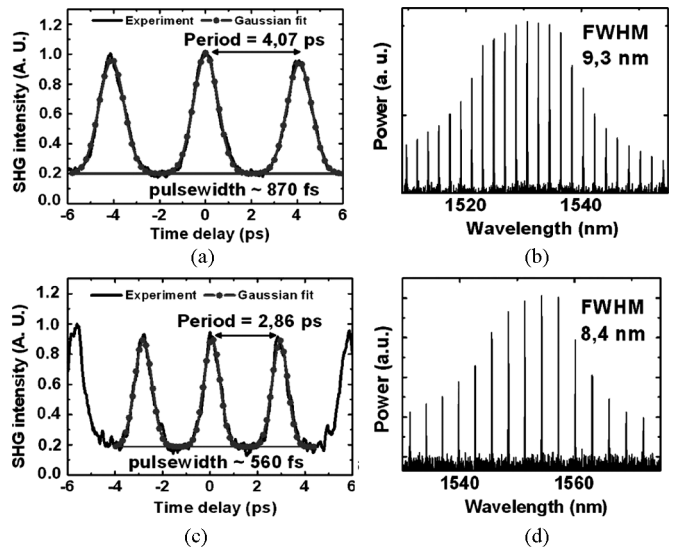 Experiment Gaussian fit
Period = 4,07 ps
pulsewidth ~ 870 fs
SHG intensity (A. U.)
1.2
1.0
0.8
0.6
0.4
0.2
0.0
-6 -4 -2 0 2 4 6
Time delay (ps)
(a)
FWHM
9,3 nm
Power (a. u.)
1520 1540
Wavelength (nm)
(b)
Experiment Gaussian fit
Period = 2,86 ps
pulsewidth ~ 560 fs
SHG intensity (A. U.)
1.2
1.0
0.8
0.6
0.4
0.2
0.0
-6 -4 -2 0 2 4 6
Time delay (ps)
(c)
FWHM
8,4 nm
Power (a.u.)
1540 1560
Wavelength (nm)
(d)